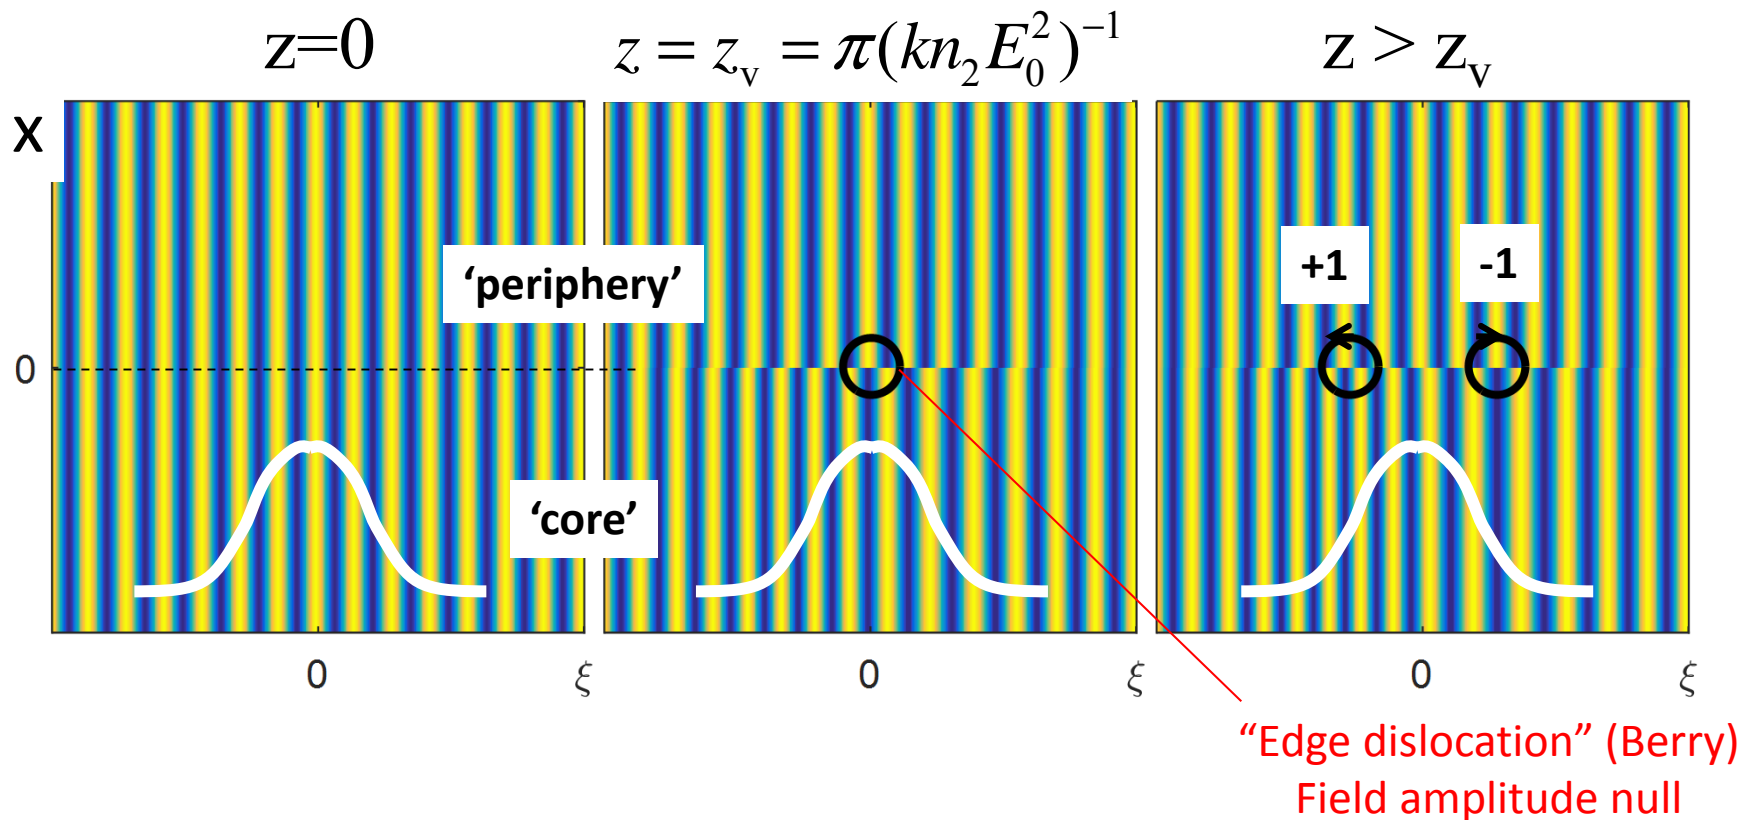 z=0
z = z_v = π(kn_2E_0^2)^{-1}
z > z_v
X
+1
-1
‘periphery’
0
‘core’
0
ξ
0
ξ
0
ξ
“Edge dislocation” (Berry)
Field amplitude null